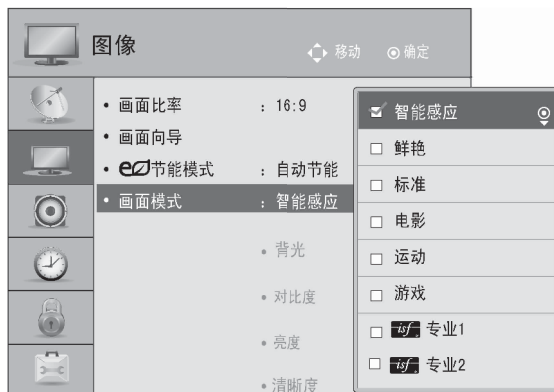 图像
移动 确定
• 画面比率 : 16:9
• 画面向导
• 节能模式 : 自动节能
• 画面模式 : 智能感应
• 背光
• 对比度
• 亮度
• 清晰度
智能感应
鲜艳
标准
电影
运动
游戏
isf 专业1
isf 专业2